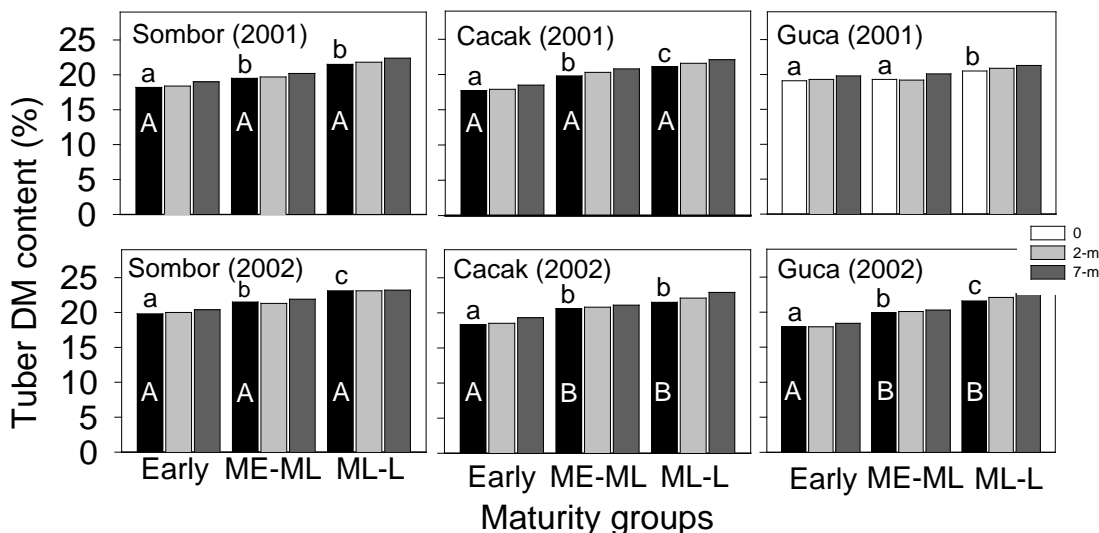 Tuber DM content (%)
25
20
15
10
5
0
Sombor (2001)
a
b
b
A
A
A
Cacak (2001)
a
b
c
A
A
A
Guca (2001)
a
a
b
0
2-m
7-m
25
20
15
10
5
0
Sombor (2002)
a
b
c
A
A
A
Early ME-ML ML-L
Cacak (2002)
a
b
b
A
B
B
Early ME-ML ML-L
Guca (2002)
a
b
c
A
B
B
Early ME-ML ML-L
Maturity groups